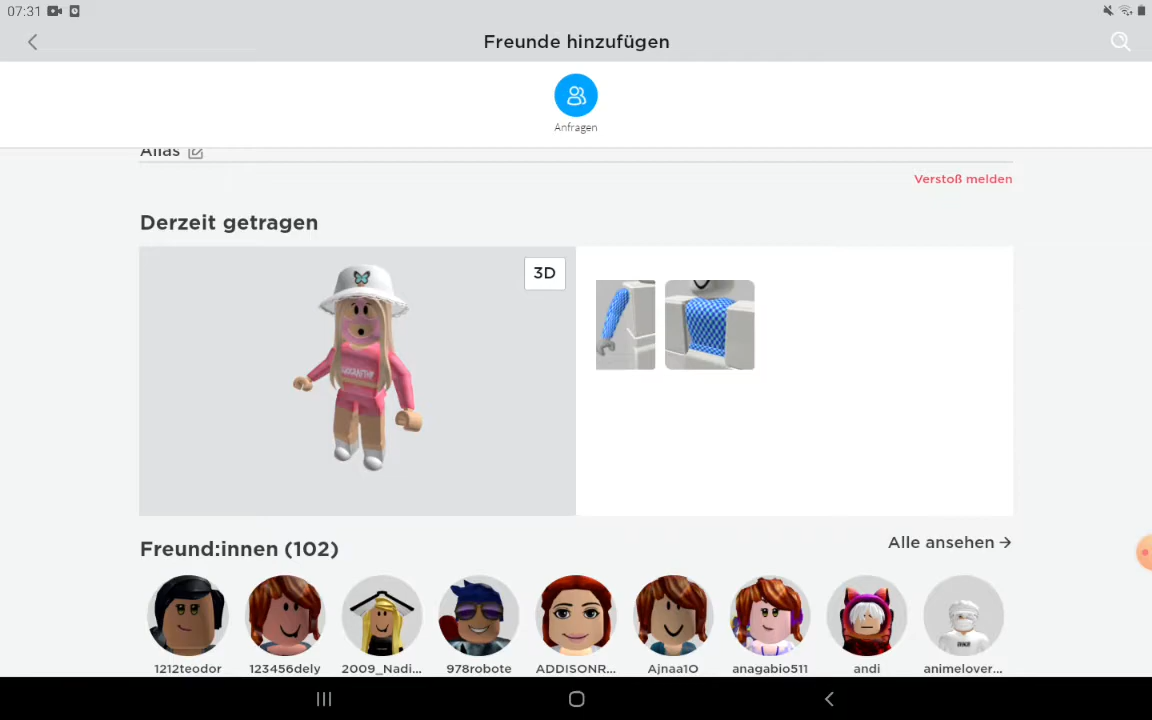 07:31
Freunde hinzufügen
Anfragen
Alias
Verstoß melden
Derzeit getragen
3D
Freund:innen (102)
Alle ansehen →
1212teodor
123456dely
2009_Nadi...
978robote
ADDISONR...
Ajnaa1O
anagabio511
andi
animelover...